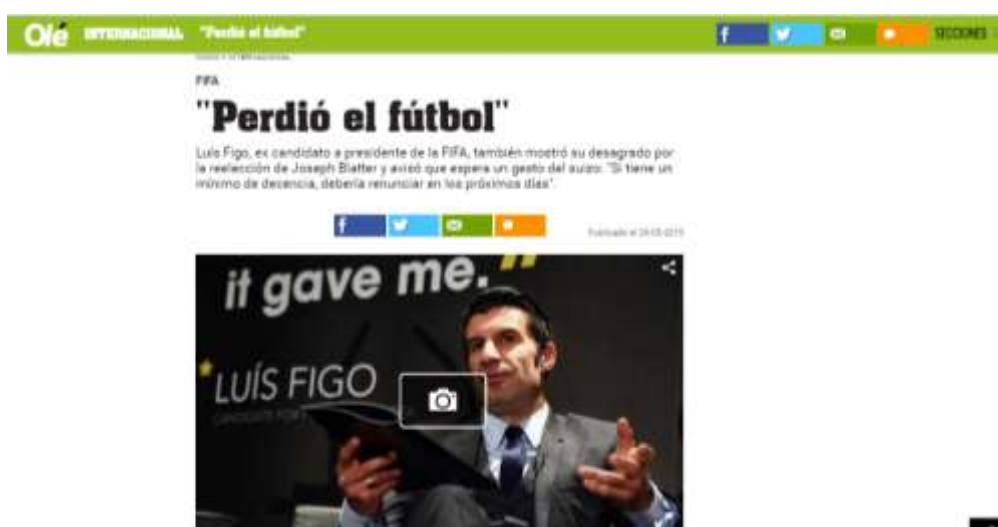 Olé INTERNACIONAL "Perdió el fútbol" SECCIONES
FIFA
"Perdió el fútbol"
Luis Figo, ex candidato a presidente de la FIFA, también mostró su desagrado por
la reelección de Joseph Blatter y avisó que espera un gesto del suizo: "Si tiene un
mínimo de decencia, debería renunciar en los próximos días".
Publicado el
it gave me."
LUÍS FIGO